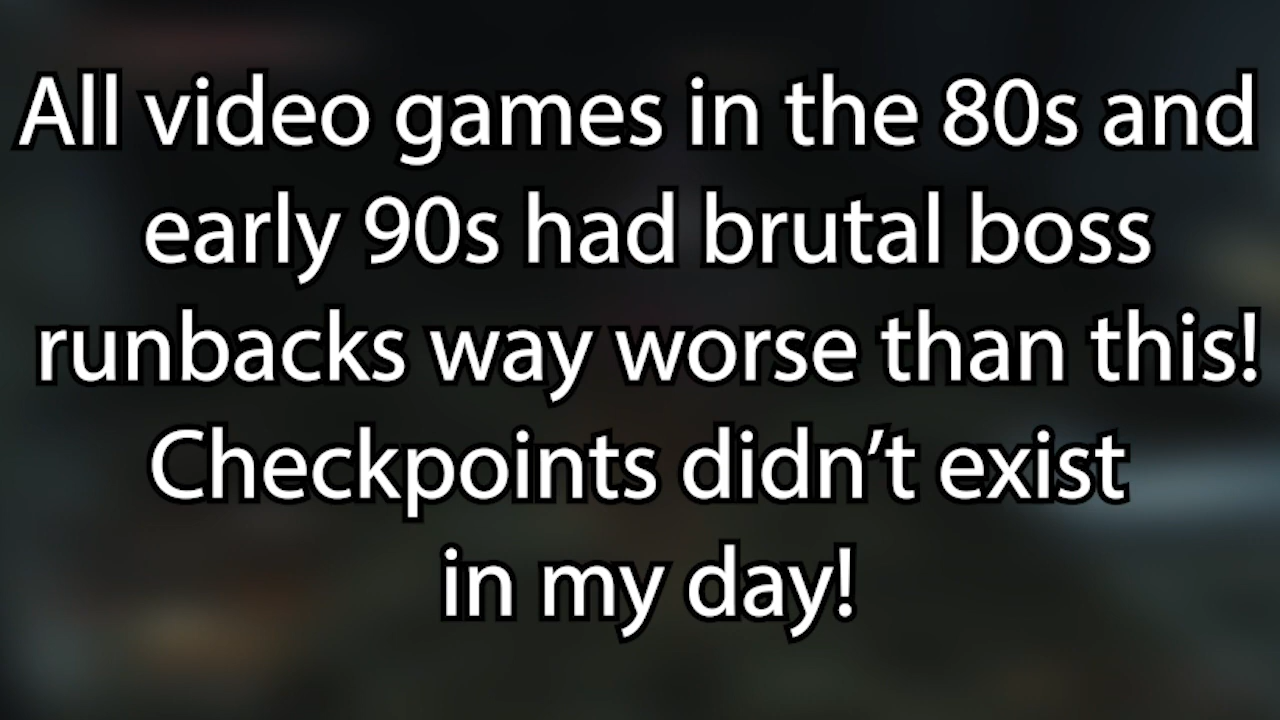 All video games in the 80s and
early 90s had brutal boss
runbacks way worse than this!
Checkpoints didn’t exist
in my day!